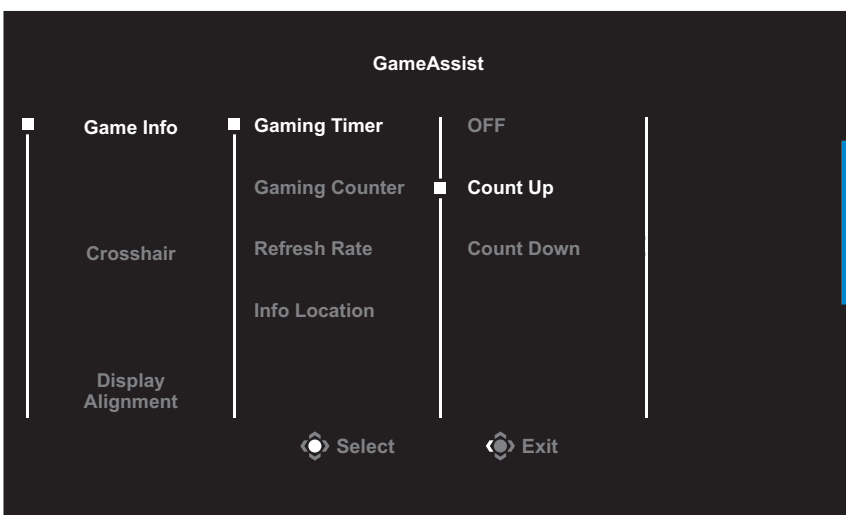 GameAssist
Game Info
Crosshair
Display
Alignment
Gaming Timer
Gaming Counter
Refresh Rate
Info Location
OFF
Count Up
Count Down
Select
Exit